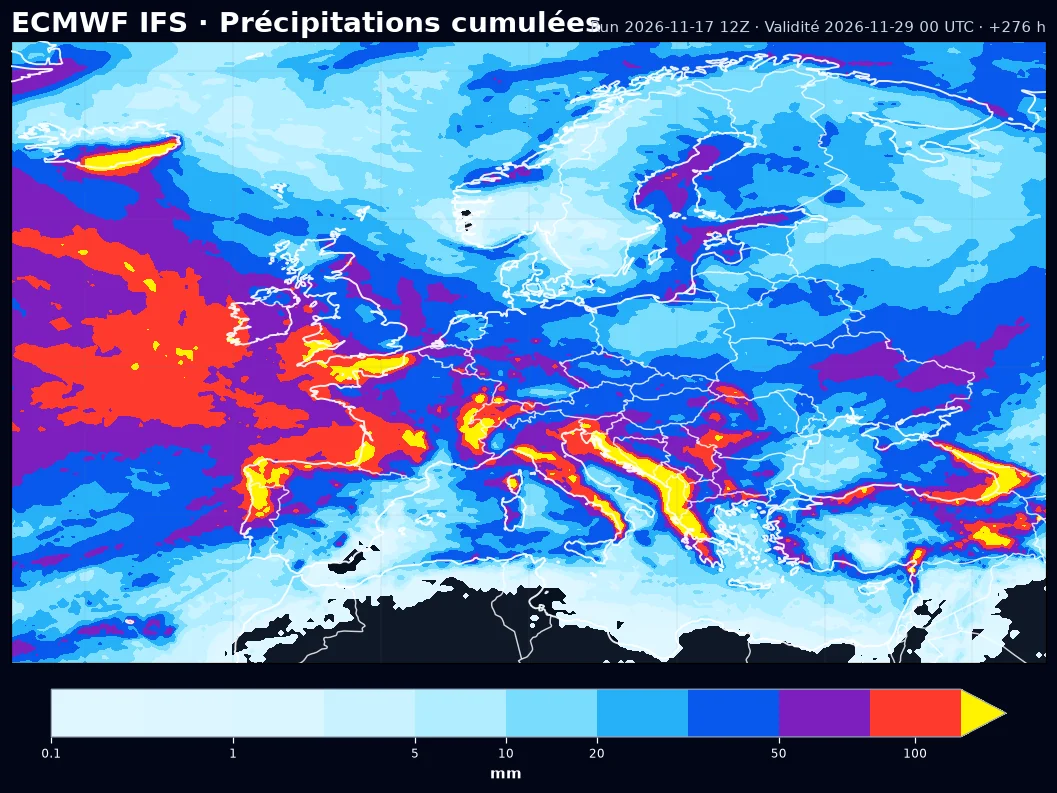 ECMWF IFS · Précipitations cumulées
Run 2026-11-17 12Z · Validité 2026-11-29 00 UTC · +276 h
0.1 1 5 10 20 50 100
mm